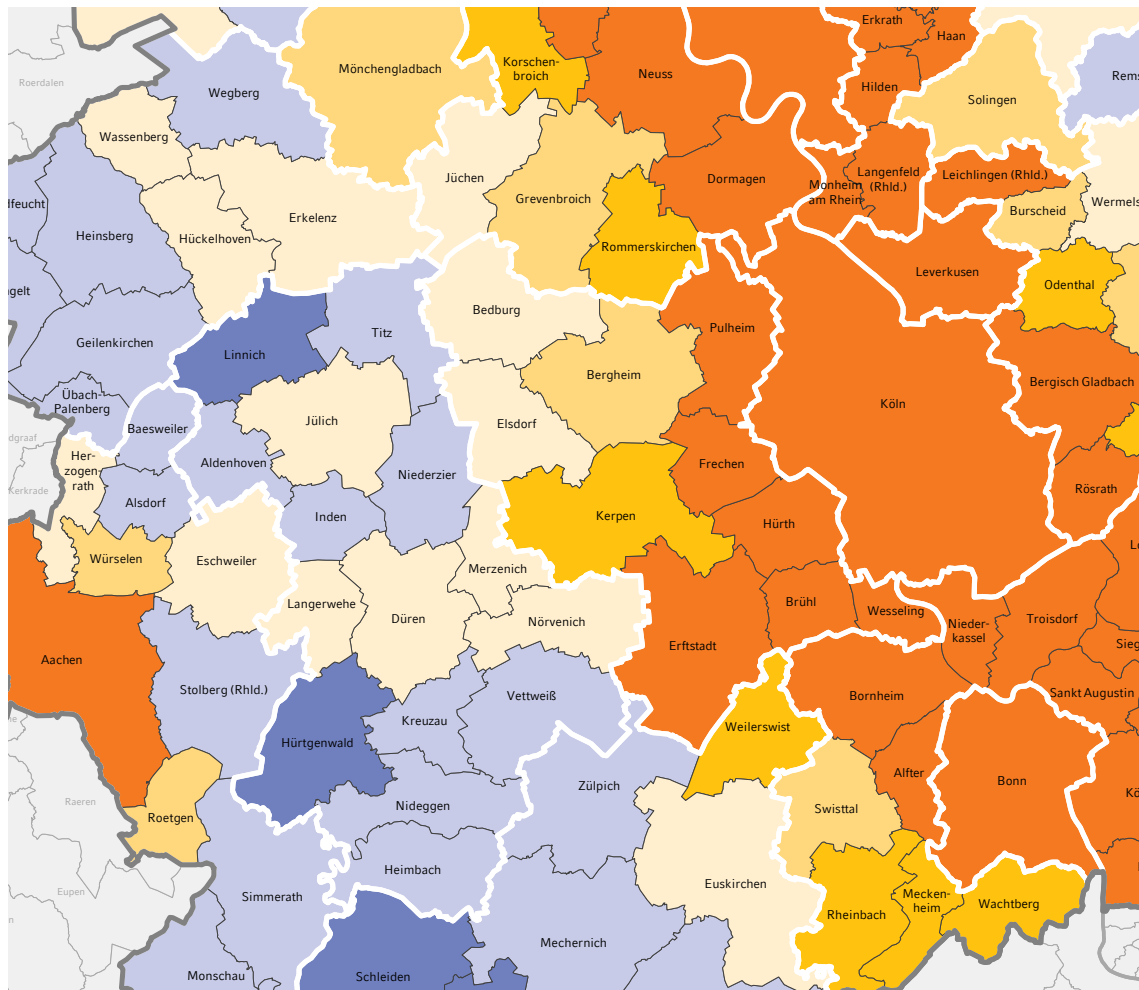 Erkrath
Haan
Korschen-
broich
Mönchengladbach
Neuss
Roerdalen
Wegberg
Hilden
Solingen
Wassenberg
Jüchen
Dormagen
Monheim
am Rhein
Langenfeld
(Rhld.)
Leichlingen (Rhld.)
Grevenbroich
Burscheid
Wermels
lfeucht
Heinsberg
Hückelhoven
Erkelenz
Rommerskirchen
Leverkusen
Odenthal
ngelt
Bedburg
Geilenkirchen
Titz
Pulheim
Linnich
Bergheim
Bergisch Gladbach
Übach-
Palenberg
Baesweiler
Jülich
Elsdorf
Köln
dgraaf
Her-
zogen-
rath
Kerkrade
Aldenhoven
Niederzier
Frechen
Alsdorf
Inden
Kerpen
Hürth
Rösrath
Würselen
Eschweiler
Merzenich
Langerwehe
Düren
Nörvenich
Brühl
Wesseling
Nieder-
kassel
Troisdorf
Sieg
Aachen
Erftstadt
Stolberg (Rhld.)
Vettweiß
Bornheim
Sankt Augustin
Kreuzau
Weilerswist
Hürtgenwald
Alfter
Bonn
Zülpich
Raeren
Nideggen
Swisttal
Roetgen
Eupen
Simmerath
Heimbach
Euskirchen
Mecken-
heim
Wachtberg
Rheinbach
Mechernich
Monschau
Schleiden